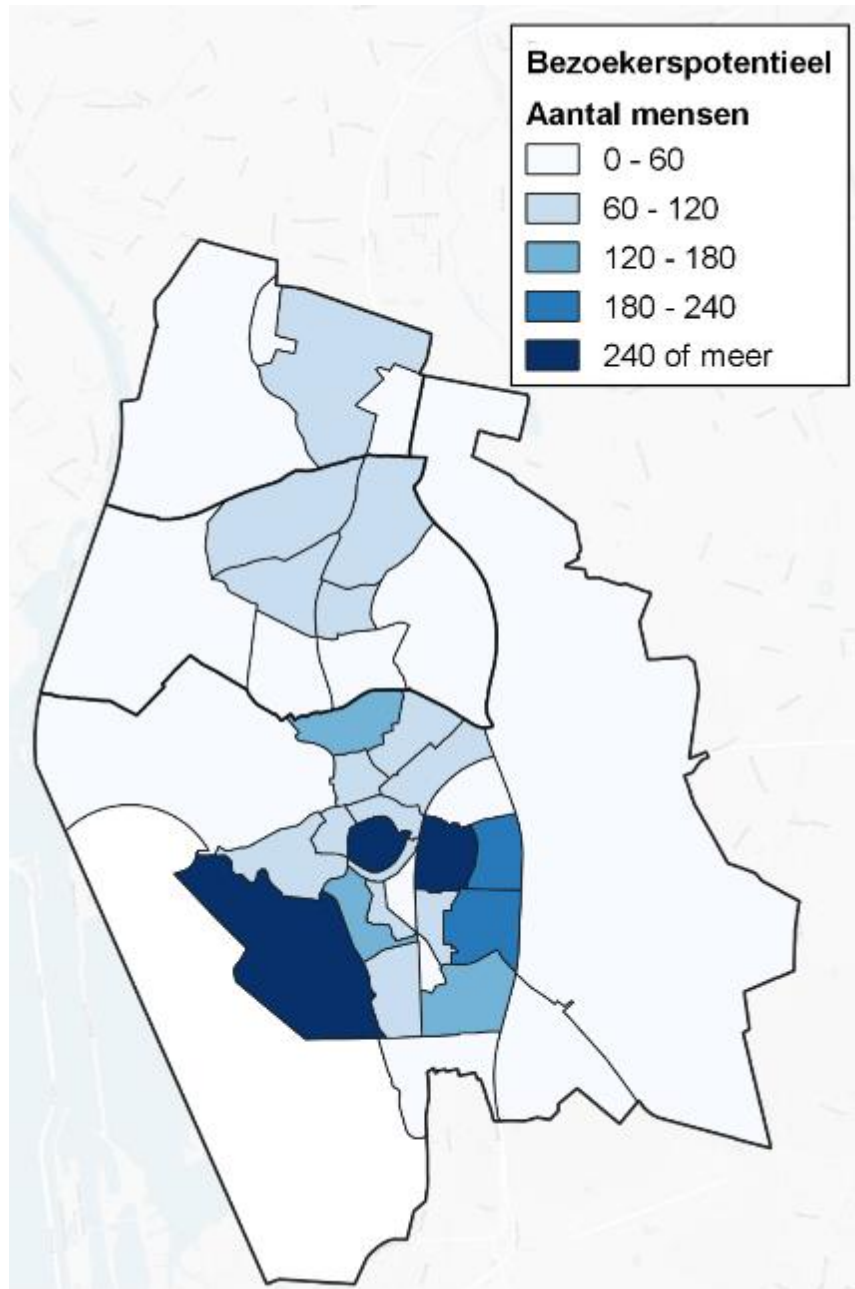 Bezoekerspotentieel
Aantal mensen
0 - 60
60 - 120
120 - 180
180 - 240
240 of meer